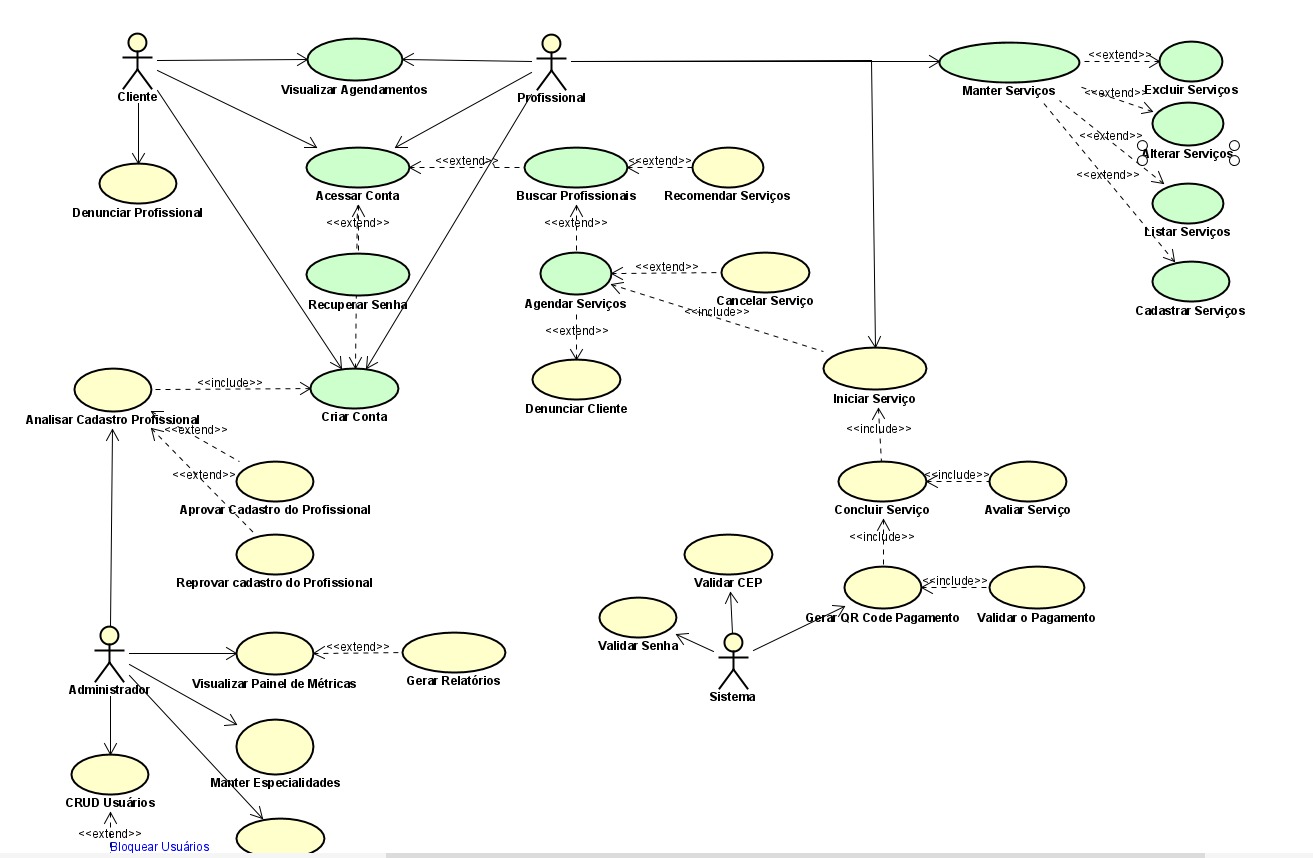 <<extend>>
Cliente
Visualizar Agendamentos
Profissional
Manter Serviços
Excluir Serviços
<<extend>>
<<extend>>
Alterar Serviços
<<extend>>
<<extend>>
<<extend>>
Denunciar Profissional
Acessar Conta
Buscar Profissionais
Recomendar Serviços
<<extend>>
<<extend>>
Listar Serviços
<<extend>>
Recuperar Senha
Agendar Serviços
Cancelar Serviço
<<include>>
Cadastrar Serviços
<<extend>>
<<include>>
Iniciar Serviço
Denunciar Cliente
Criar Conta
Analisar Cadastro Profissional
<<extend>>
<<include>>
<<extend>>
<<include>>
Aprovar Cadastro do Profissional
Concluir Serviço
Avaliar Serviço
<<include>>
Reprovar cadastro do Profissional
Validar CEP
<<include>>
Gerar QR Code Pagamento
Validar o Pagamento
Validar Senha
<<extend>>
Administrador
Visualizar Painel de Métricas
Gerar Relatórios
Sistema
Manter Especialidades
CRUD Usuários
<<extend>>
Bloquear Usuários